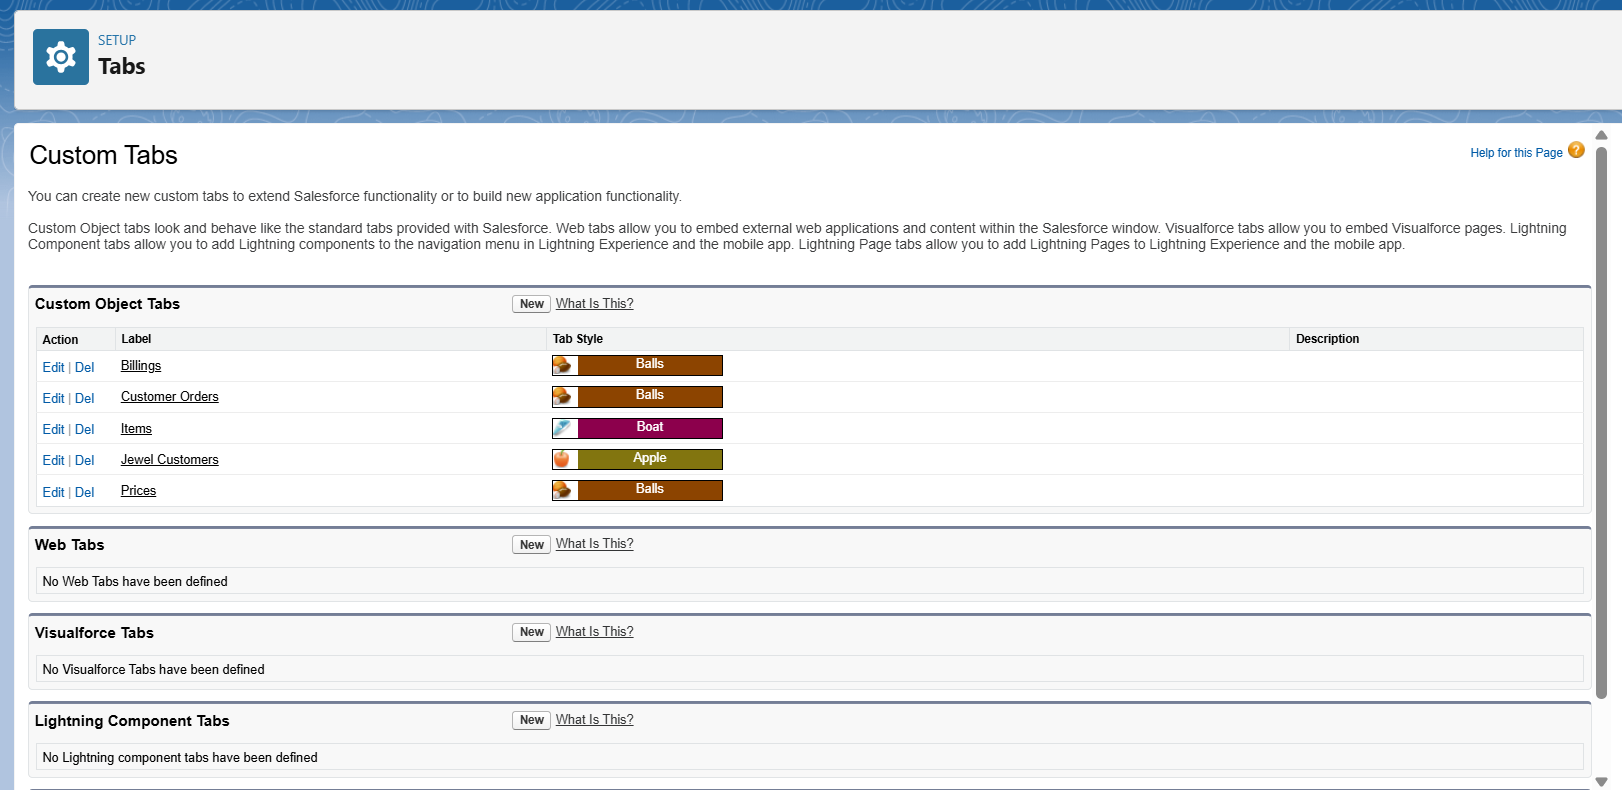 SETUP
Tabs
Custom Tabs
Help for this Page ?
You can create new custom tabs to extend Salesforce functionality or to build new application functionality.
Custom Object tabs look and behave like the standard tabs provided with Salesforce. Web tabs allow you to embed external web applications and content within the Salesforce window. Visualforce tabs allow you to embed Visualforce pages. Lightning
Component tabs allow you to add Lightning components to the navigation menu in Lightning Experience and the mobile app. Lightning Page tabs allow you to add Lightning Pages to Lightning Experience and the mobile app.
Custom Object Tabs New What Is This?
Action Label Tab Style Description
Edit | Del Billings Balls
Edit | Del Customer Orders Balls
Edit | Del Items Boat
Edit | Del Jewel Customers Apple
Edit | Del Prices Balls
Web Tabs New What Is This?
No Web Tabs have been defined
Visualforce Tabs New What Is This?
No Visualforce Tabs have been defined
Lightning Component Tabs New What Is This?
No Lightning component tabs have been defined